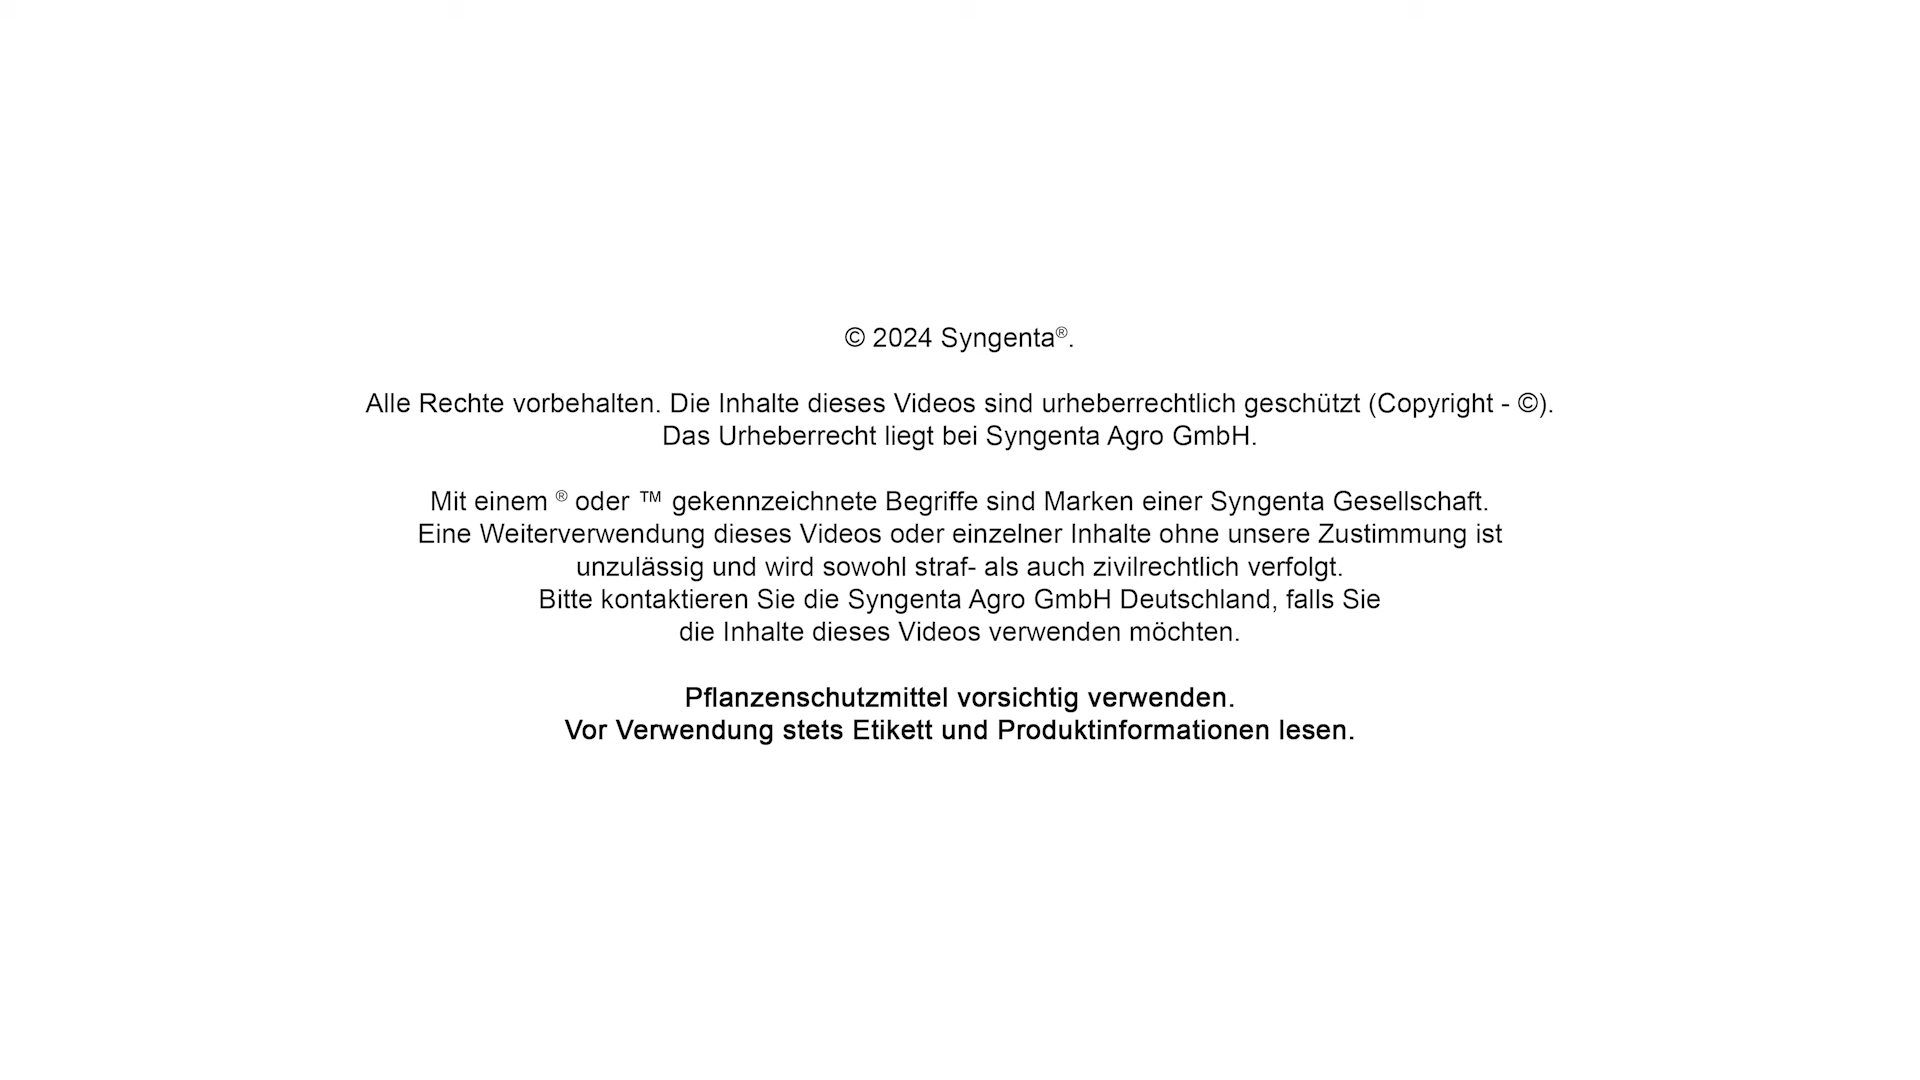 © 2024 Syngenta®.
Alle Rechte vorbehalten. Die Inhalte dieses Videos sind urheberrechtlich geschützt (Copyright - ©).
Das Urheberrecht liegt bei Syngenta Agro GmbH.
Mit einem ® oder ™ gekennzeichnete Begriffe sind Marken einer Syngenta Gesellschaft.
Eine Weiterverwendung dieses Videos oder einzelner Inhalte ohne unsere Zustimmung ist
unzulässig und wird sowohl straf- als auch zivilrechtlich verfolgt.
Bitte kontaktieren Sie die Syngenta Agro GmbH Deutschland, falls Sie
die Inhalte dieses Videos verwenden möchten.
Pflanzenschutzmittel vorsichtig verwenden.
Vor Verwendung stets Etikett und Produktinformationen lesen.